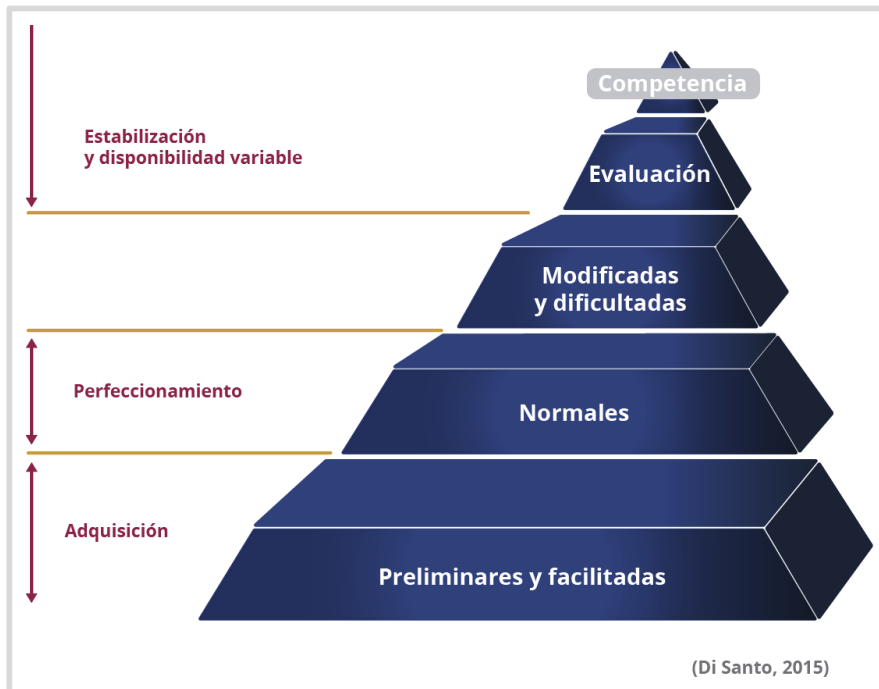 Competencia
Estabilización
y disponibilidad variable
Evaluación
Modificadas
y dificultadas
Perfeccionamiento
Normales
Adquisición
Preliminares y facilitadas
(Di Santo, 2015)